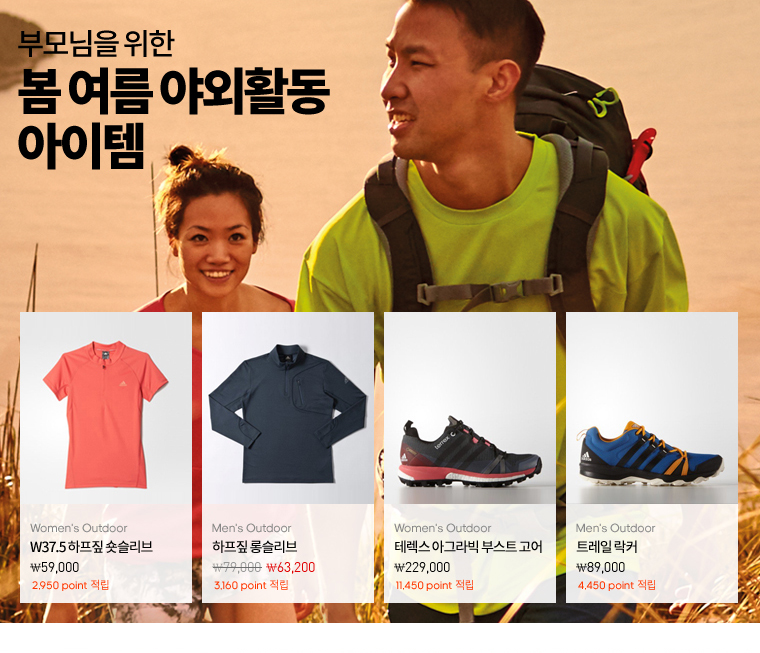 부모님을 위한
봄 여름 야외활동
아이템
terrex
Women's Outdoor
W37.5 하프짚 숏슬리브
₩59,000
2,950 point 적립
Men's Outdoor
하프짚 롱슬리브
₩79,000 ₩63,200
3,160 point 적립
Women's Outdoor
테렉스 아그라빅 부스트 고어
₩229,000
11,450 point 적립
Men's Outdoor
트레일 락커
₩89,000
4,450 point 적립